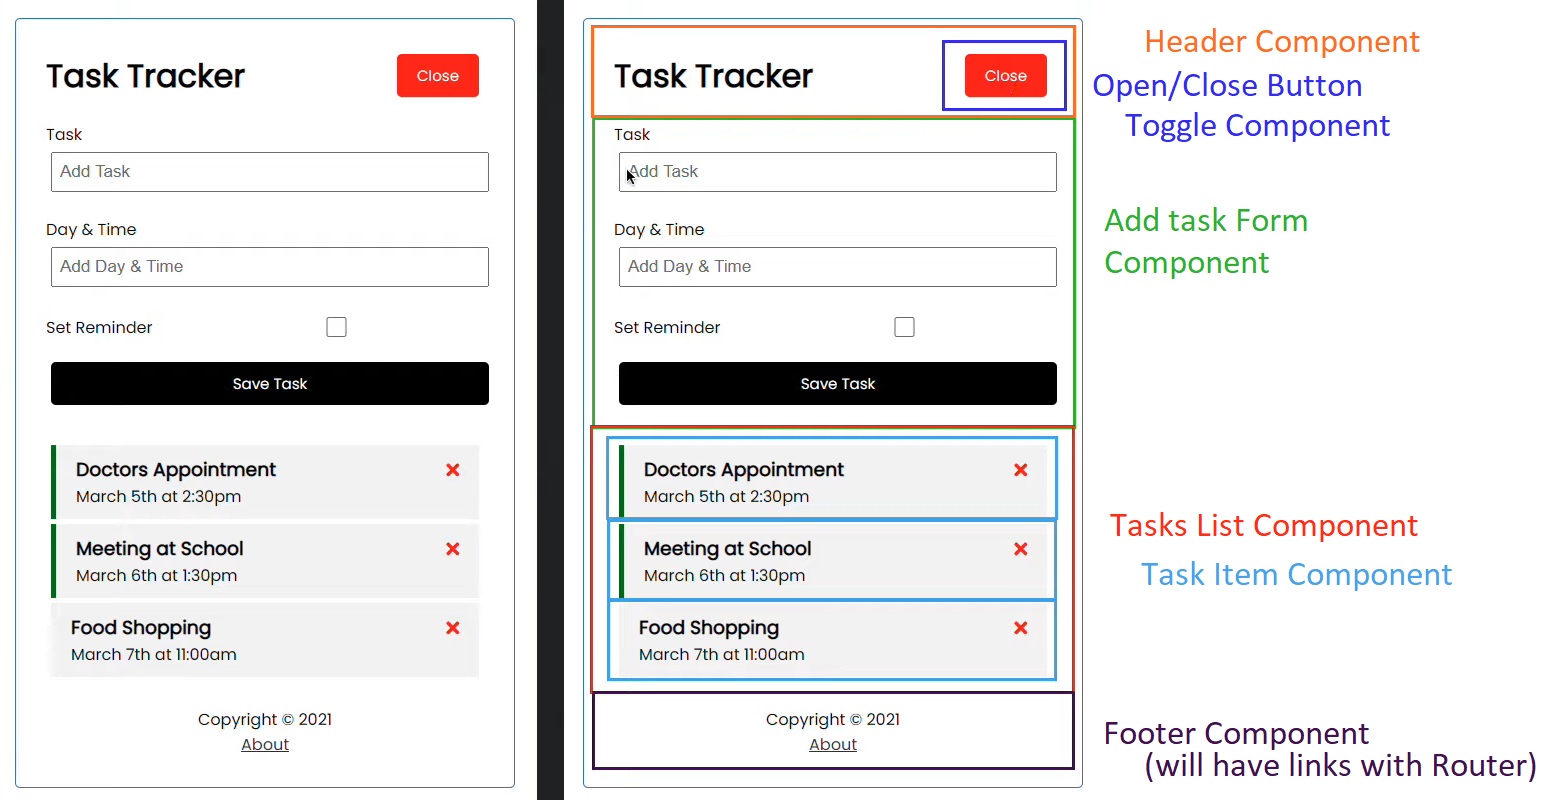 Task Tracker
Close
Task
Add Task
Day & Time
Add Day & Time
Set Reminder
Save Task
Doctors Appointment
March 5th at 2:30pm
Meeting at School
March 6th at 1:30pm
Food Shopping
March 7th at 11:00am
Copyright © 2021
About
Task Tracker
Close
Task
Add Task
Day & Time
Add Day & Time
Set Reminder
Save Task
Doctors Appointment
March 5th at 2:30pm
Meeting at School
March 6th at 1:30pm
Food Shopping
March 7th at 11:00am
Copyright © 2021
About
Header Component
Open/Close Button
Toggle Component
Add task Form
Component
Tasks List Component
Task Item Component
Footer Component
(will have links with Router)